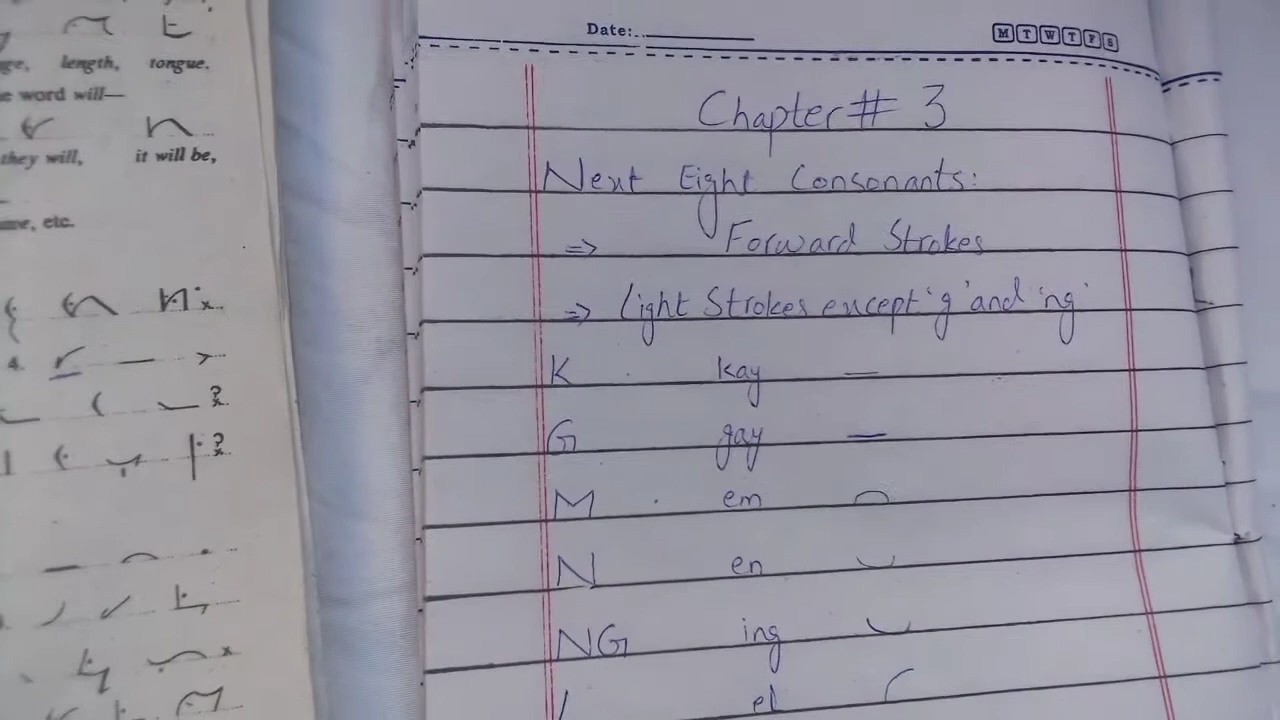 length, tongue.
word will—
they will, it will be,
etc.
4.
Date:
M T W T F S
Chapter # 3
Next Eight Consonants:
=> Forward Strokes
=> Light Strokes except 'g' and 'ng'
K kay
G gay
M em
N en
NG ing
L el